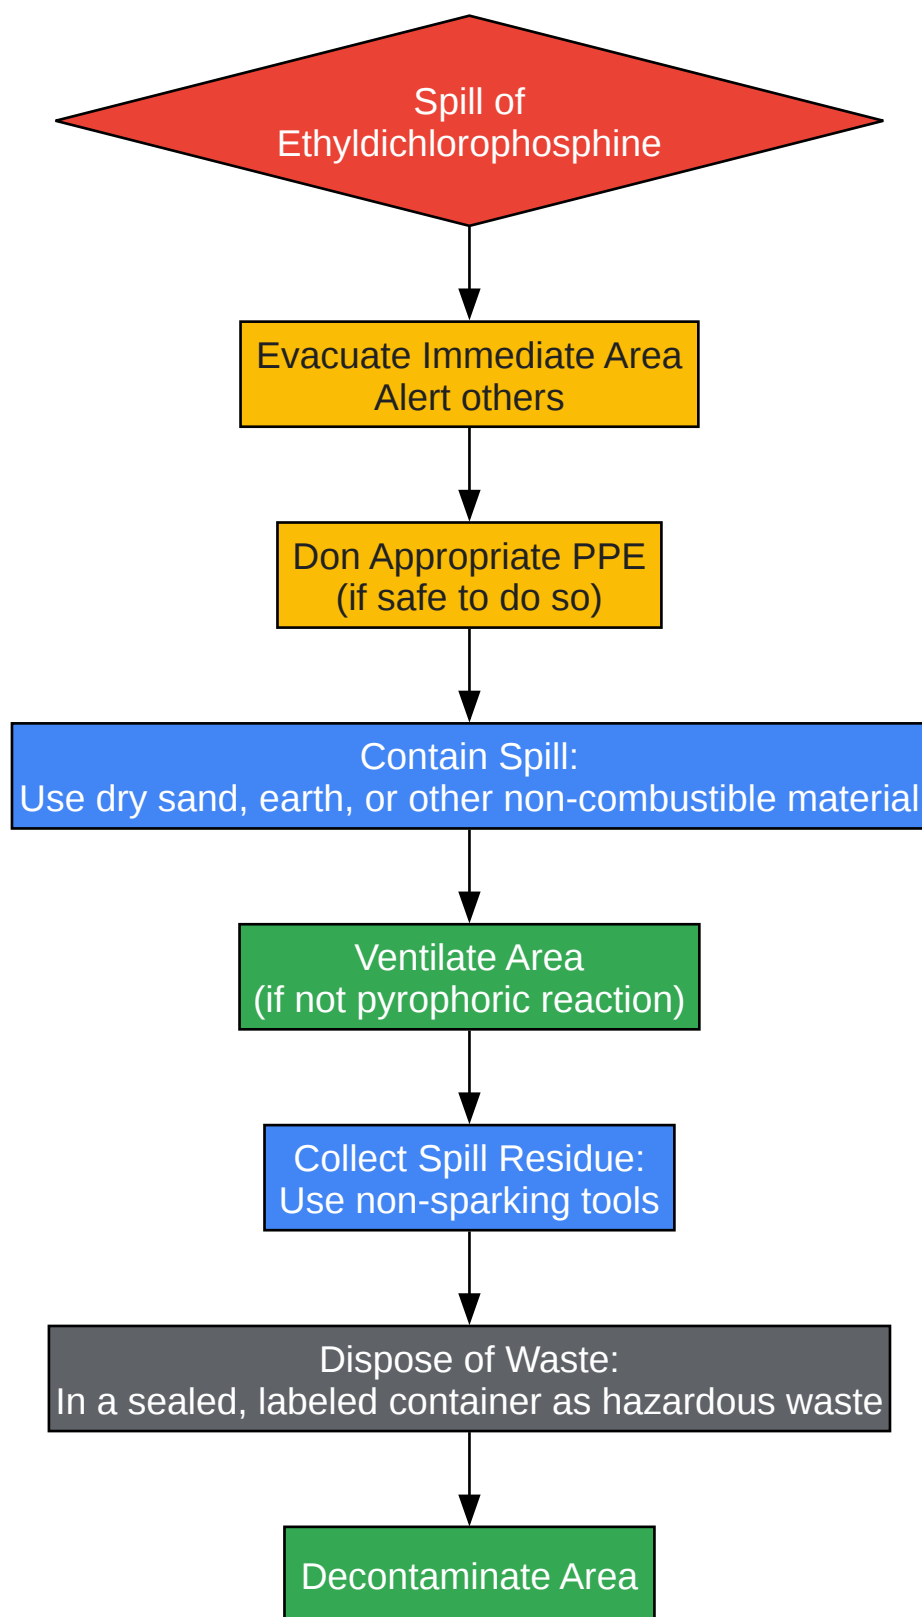 Spill of
Ethyldichlorophosphine
Evacuate Immediate Area
Alert others
Don Appropriate PPE
(if safe to do so)
Contain Spill:
Use dry sand, earth, or other non-combustible material
Ventilate Area
(if not pyrophoric reaction)
Collect Spill Residue:
Use non-sparking tools
Dispose of Waste:
In a sealed, labeled container as hazardous waste
Decontaminate Area